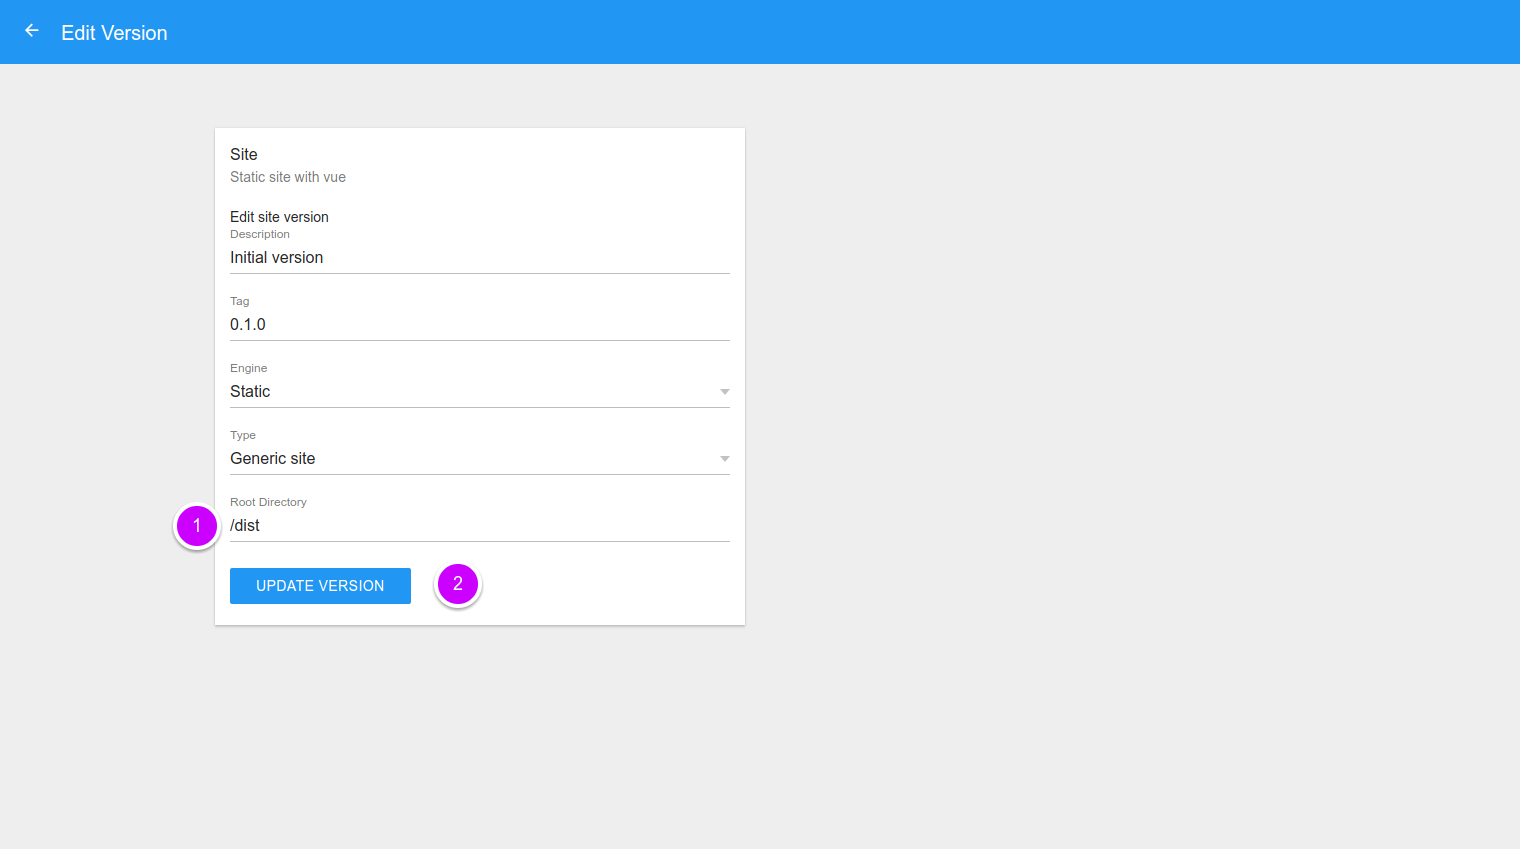 Edit Version
Site
Static site with vue
Edit site version
Description
Initial version
Tag
0.1.0
Engine
Static
Type
Generic site
Root Directory
1
/dist
UPDATE VERSION
2